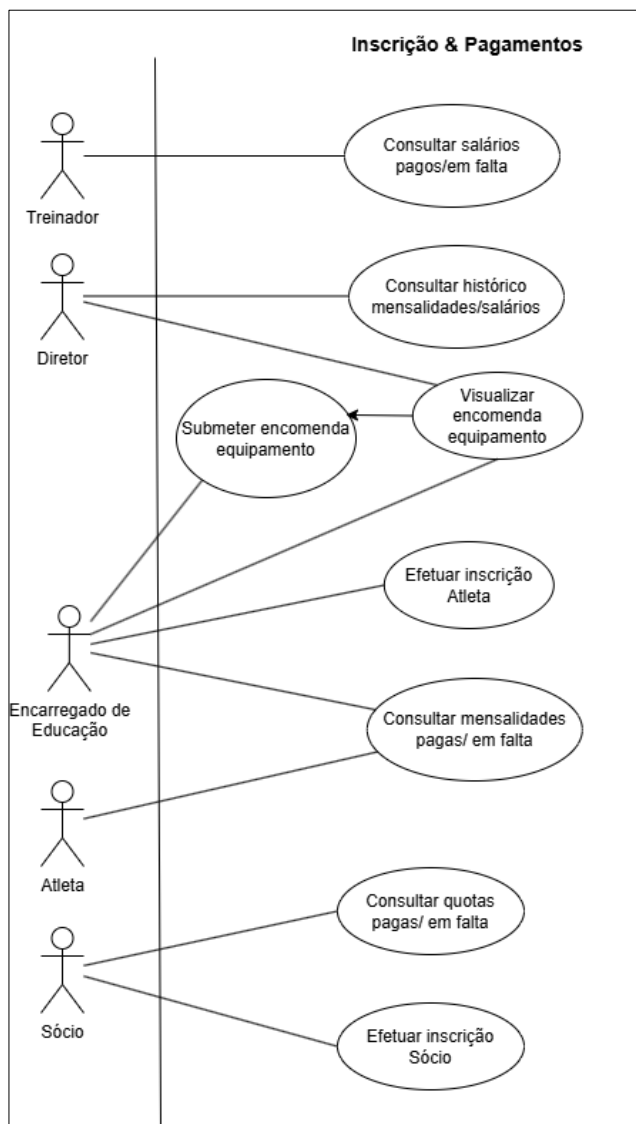 Inscrição & Pagamentos
Consultar salários
pagos/em falta
Treinador
Consultar histórico
mensalidades/salários
Diretor
Visualizar
encomenda
equipamento
Submeter encomenda
equipamento
Efetuar inscrição
Atleta
Encarregado de
Educação
Consultar mensalidades
pagas/ em falta
Atleta
Consultar quotas
pagas/ em falta
Sócio
Efetuar inscrição
Sócio